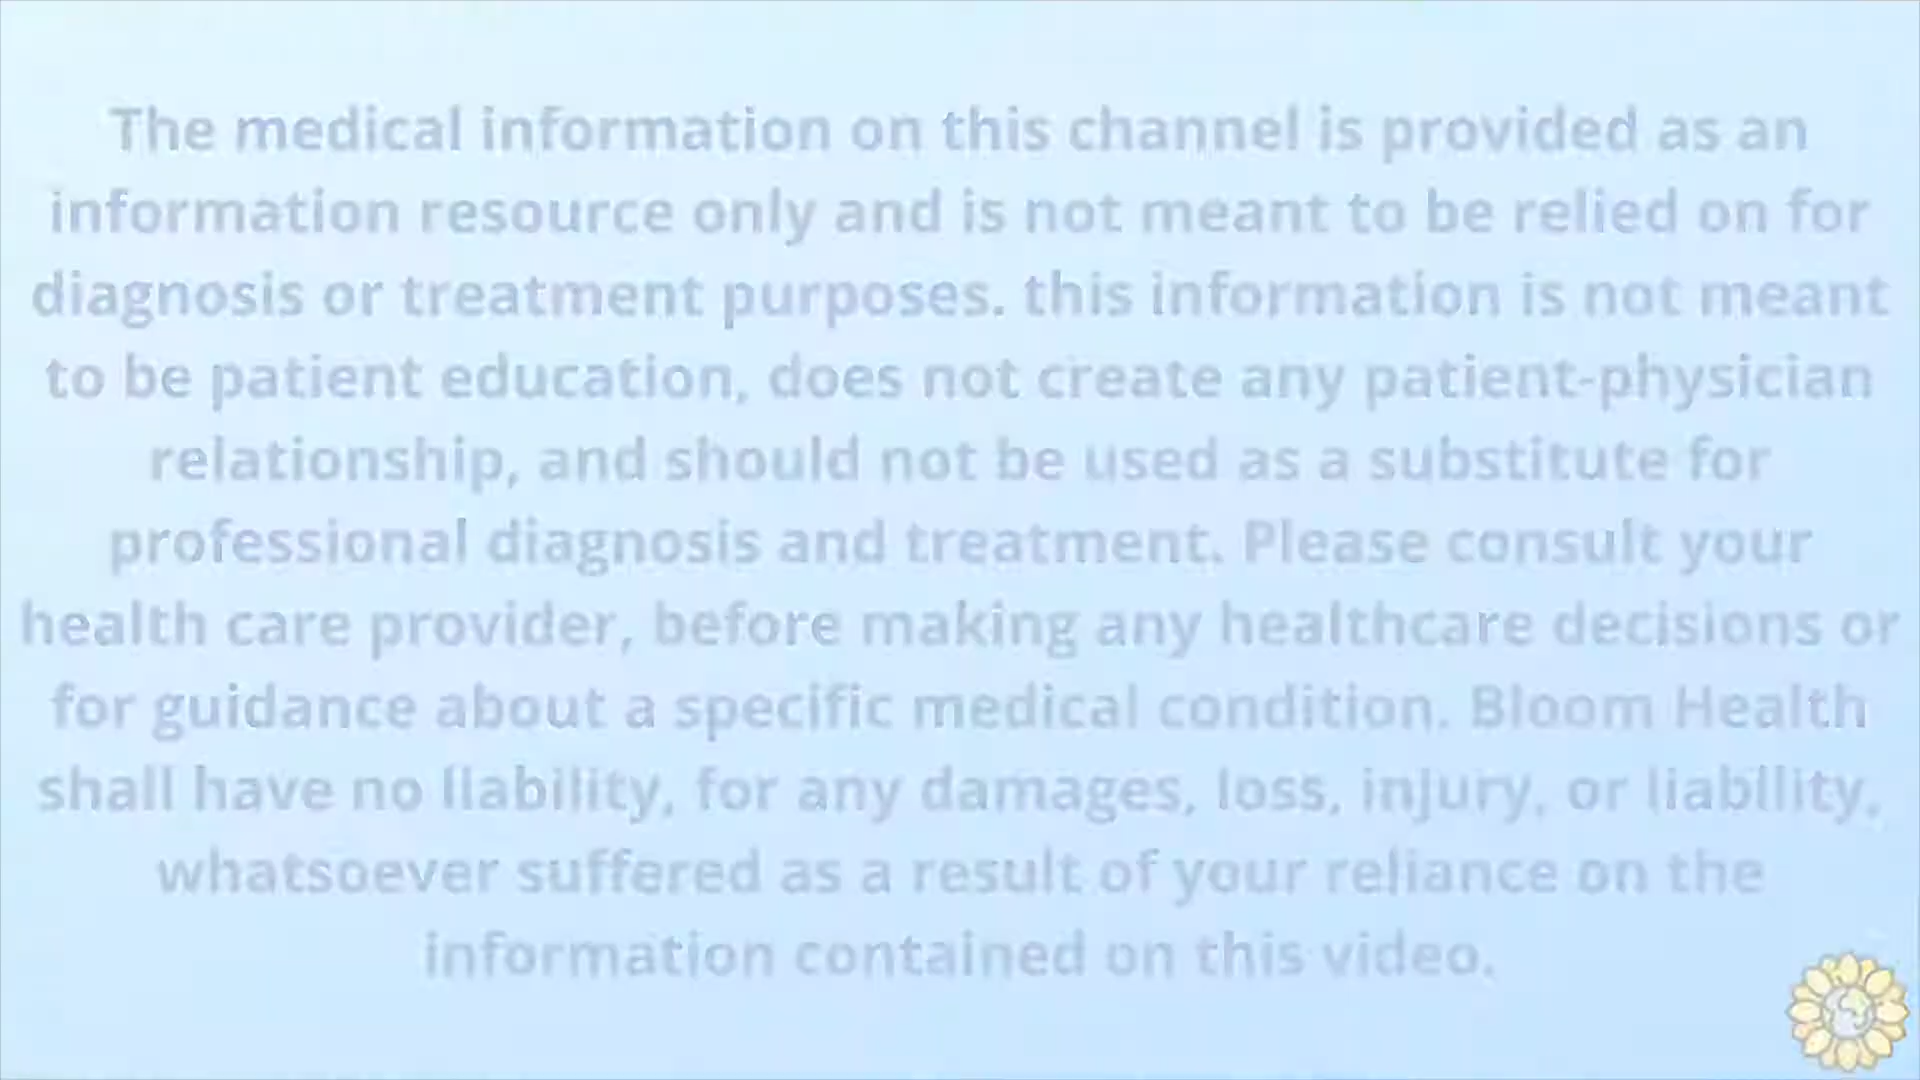 The medical information on this channel is provided as an
information resource only and is not meant to be relied on for
diagnosis or treatment purposes. this information is not meant
to be patient education, does not create any patient-physician
relationship, and should not be used as a substitute for
professional diagnosis and treatment. Please consult your
health care provider, before making any healthcare decisions or
for guidance about a specific medical condition. Bloom Health
shall have no liability, for any damages, loss, injury, or liability,
whatsoever suffered as a result of your reliance on the
information contained on this video.